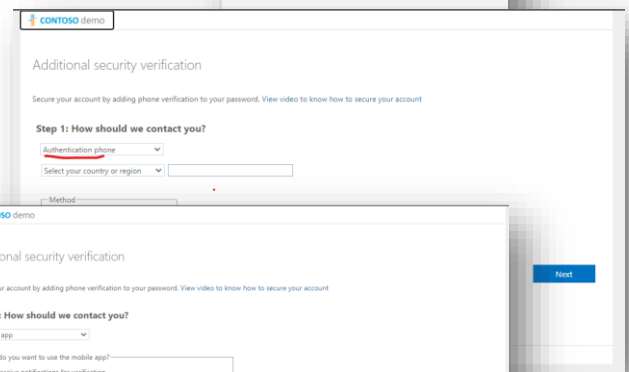 CONTOSO demo
Additional security verification
Secure your account by adding phone verification to your password. View video to know how to secure your account
Step 1: How should we contact you?
Authentication phone
Select your country or region
Method
demo
security verification
account by adding phone verification to your password. View video to know how to secure your account
: How should we contact you?
app
do you want to use the mobile app?
notifications for verification
Next